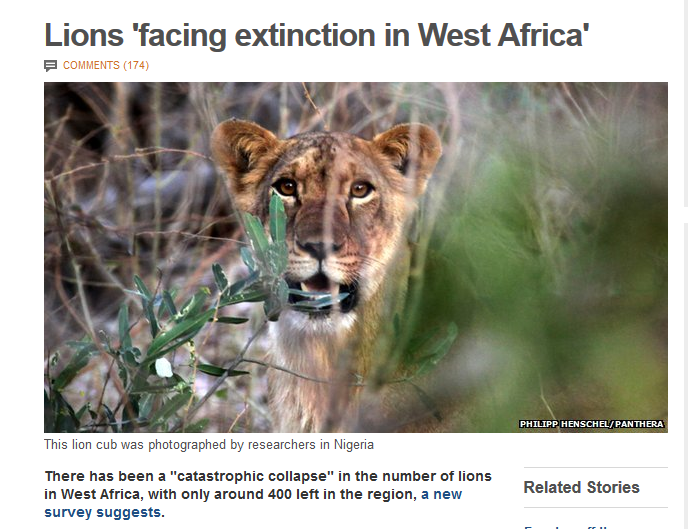 Lions 'facing extinction in West Africa'
COMMENTS (174)
PHILIPP HENSCHEL/PANTHERA
This lion cub was photographed by researchers in Nigeria
There has been a "catastrophic collapse" in the number of lions
in West Africa, with only around 400 left in the region, a new
survey suggests.
Related Stories